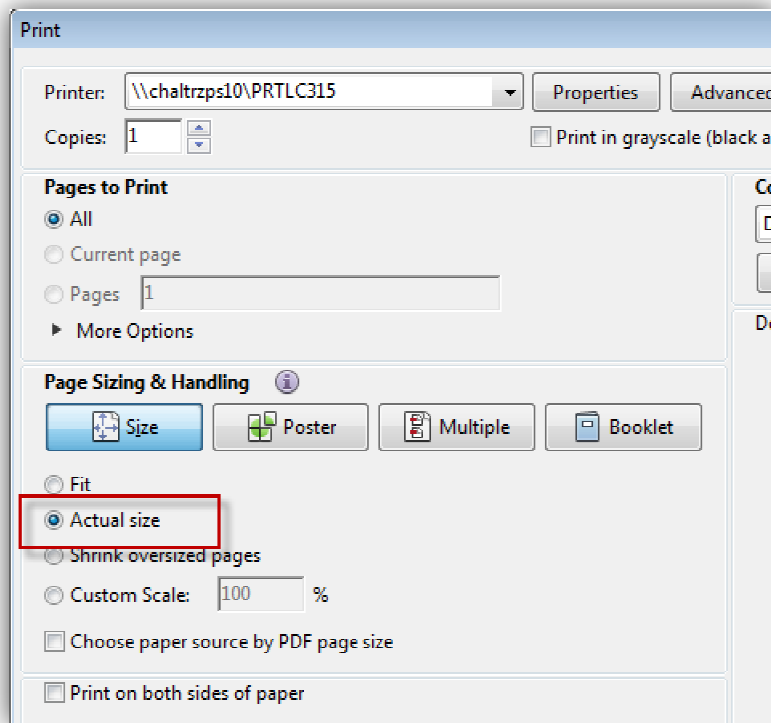 Print
Printer: \\chaltrzps10\PRTLC315 Properties Advanced
Copies: 1 Print in grayscale (black a
Pages to Print
All
Current page
Pages 1
More Options
Page Sizing & Handling
Size Poster Multiple Booklet
Fit
Actual size
Shrink oversized pages
Custom Scale: 100 %
Choose paper source by PDF page size
Print on both sides of paper